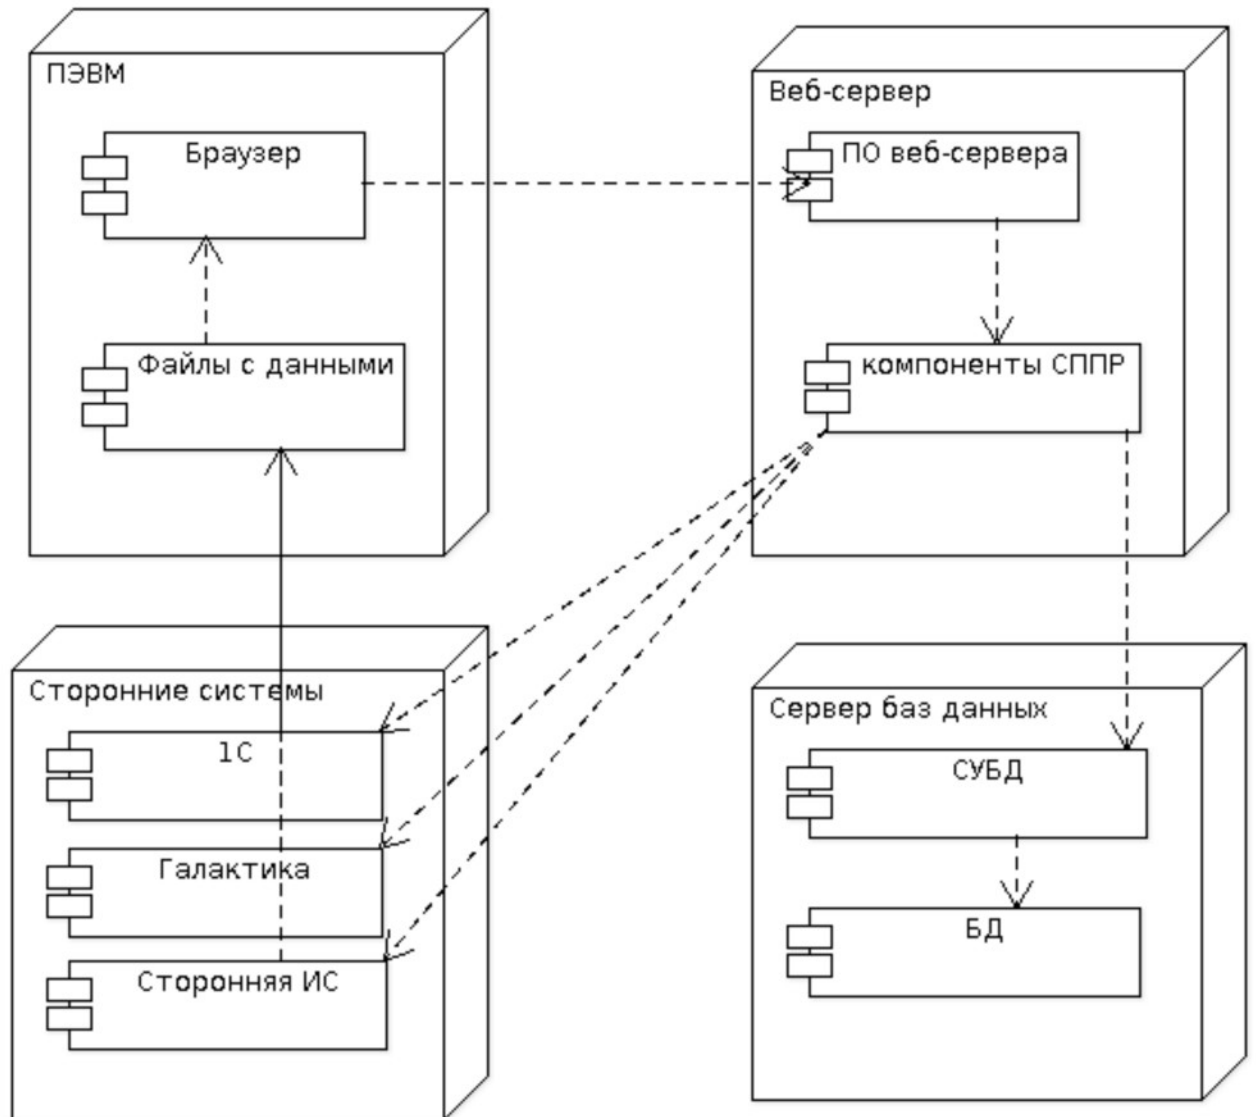 ПЭВМ
Браузер
Файлы с данными
Веб-сервер
ПО веб-сервера
компоненты СППР
Сторонние системы
1С
Галактика
Сторонняя ИС
Сервер баз данных
СУБД
БД